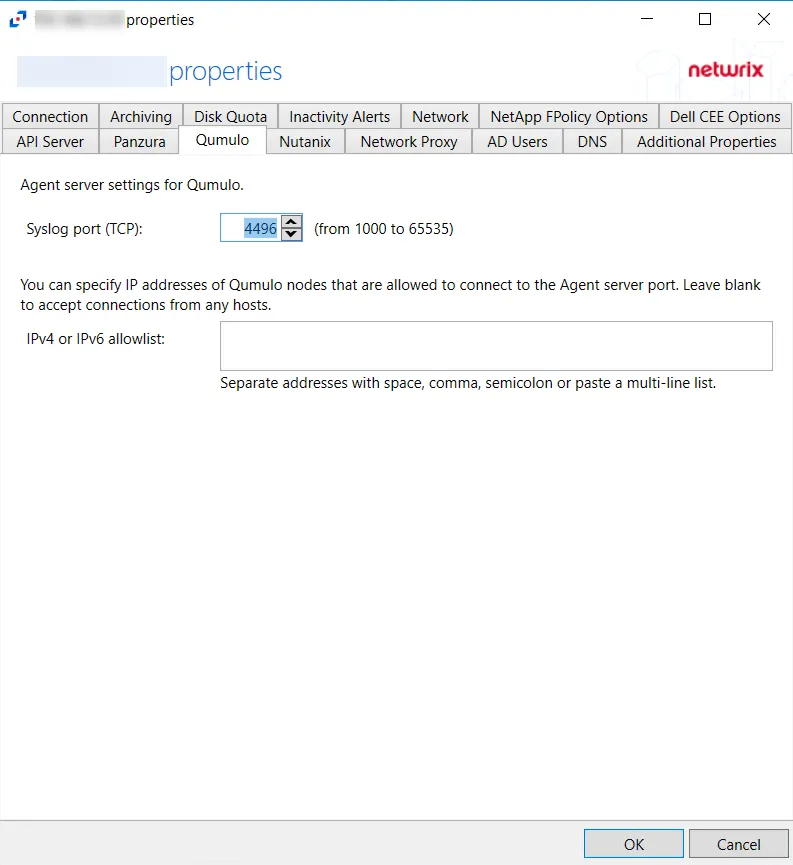 properties
properties
netwrix
Connection Archiving Disk Quota Inactivity Alerts Network NetApp FPolicy Options Dell CEE Options
API Server Panzura Qumulo Nutanix Network Proxy AD Users DNS Additional Properties
Agent server settings for Qumulo.
Syslog port (TCP): 4496 (from 1000 to 65535)
You can specify IP addresses of Qumulo nodes that are allowed to connect to the Agent server port. Leave blank
to accept connections from any hosts.
IPv4 or IPv6 allowlist:
Separate addresses with space, comma, semicolon or paste a multi-line list.
OK Cancel